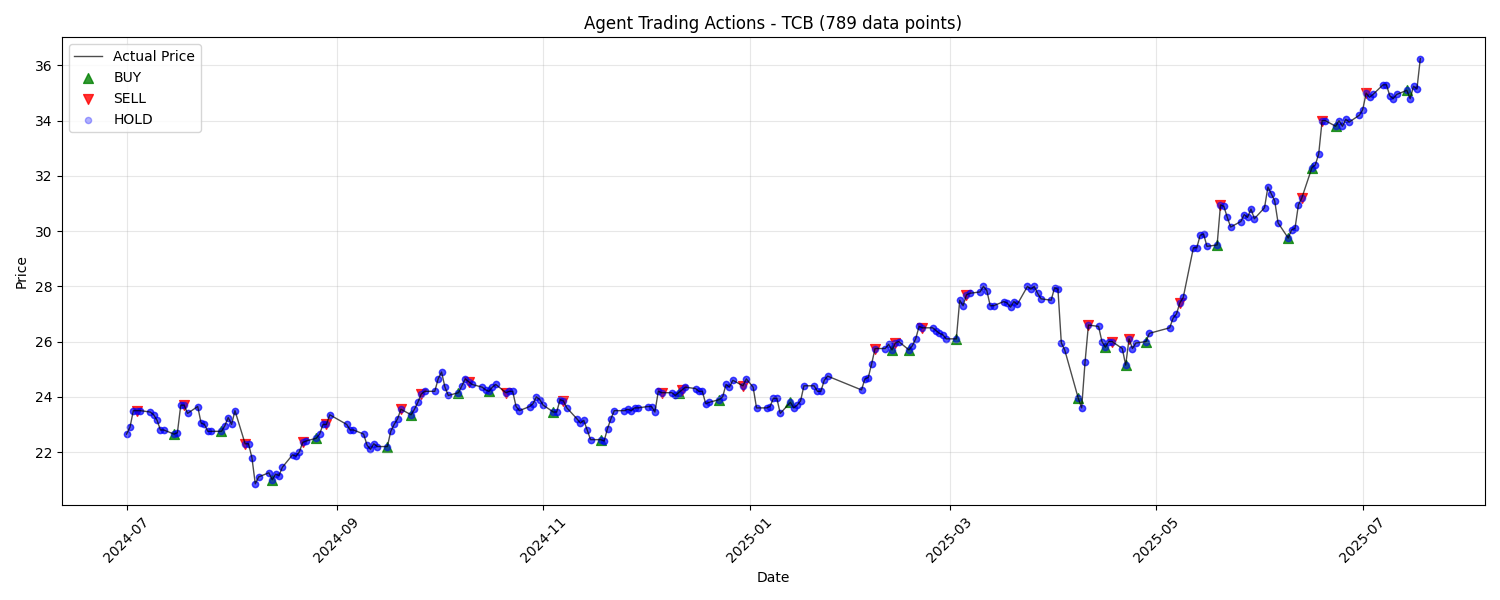 Agent Trading Actions - TCB (789 data points)
Actual Price
BUY
SELL
HOLD
Price
36
34
32
30
28
26
24
22
2024-07
2024-09
2024-11
2025-01
2025-03
2025-05
2025-07
Date